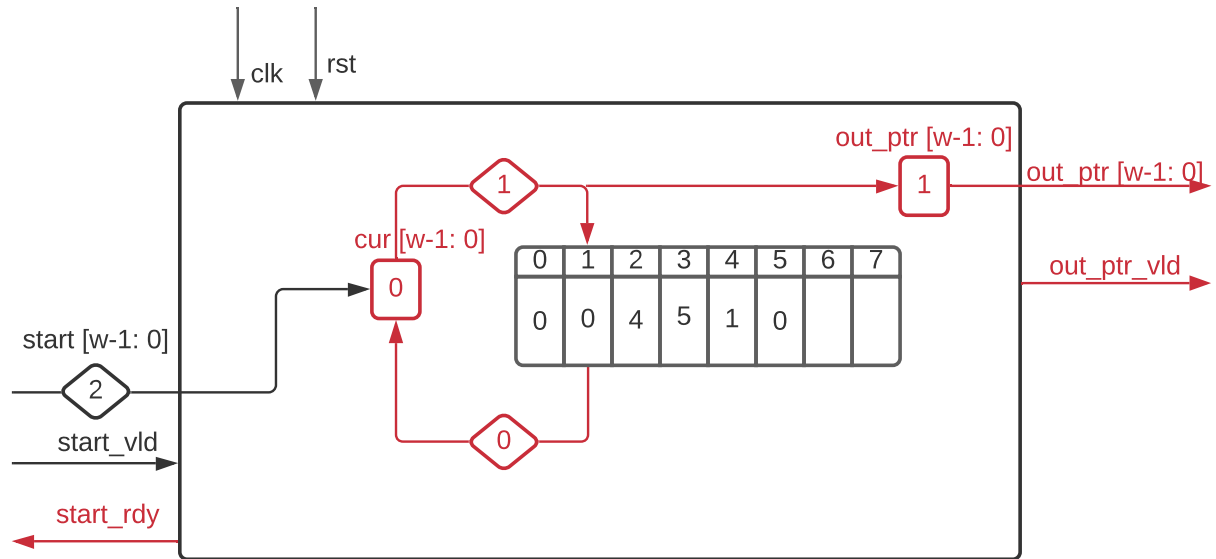 clk
rst
out_ptr [w-1: 0]
1
1
out_ptr [w-1: 0]
cur [w-1: 0]
0 1 2 3 4 5 6 7
out_ptr_vld
0
0 0 4 5 1 0
start [w-1: 0]
2
start_vld
0
start_rdy